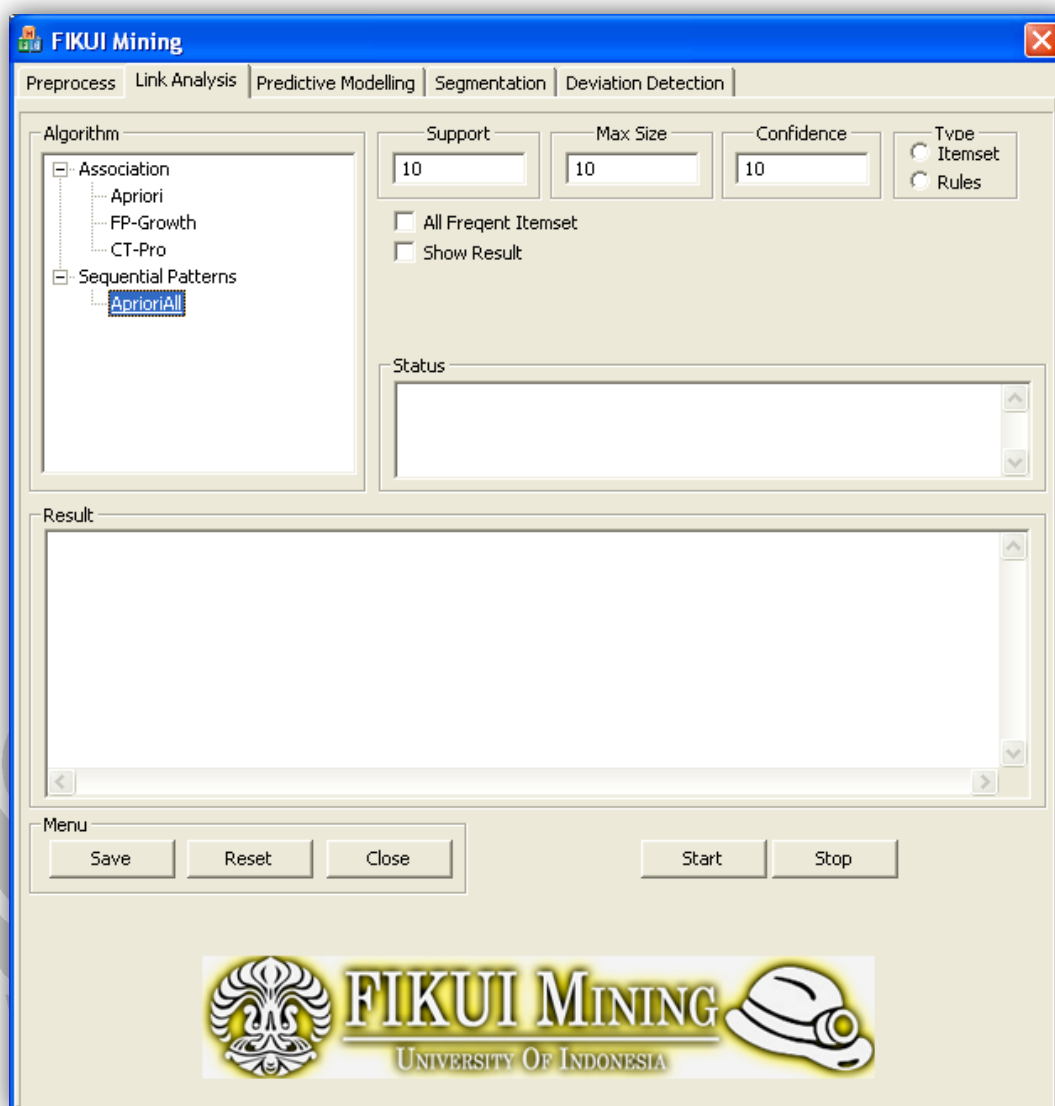 FIKUI Mining
Preprocess Link Analysis Predictive Modelling Segmentation Deviation Detection
Algorithm
Association
Apriori
FP-Growth
CT-Pro
Sequential Patterns
AprioriAll
Support
10
Max Size
10
Confidence
10
Type
Itemset
Rules
All Freqent Itemset
Show Result
Status
Result
Menu
Save Reset Close
Start Stop
FIKUI MINING
UNIVERSITY OF INDONESIA